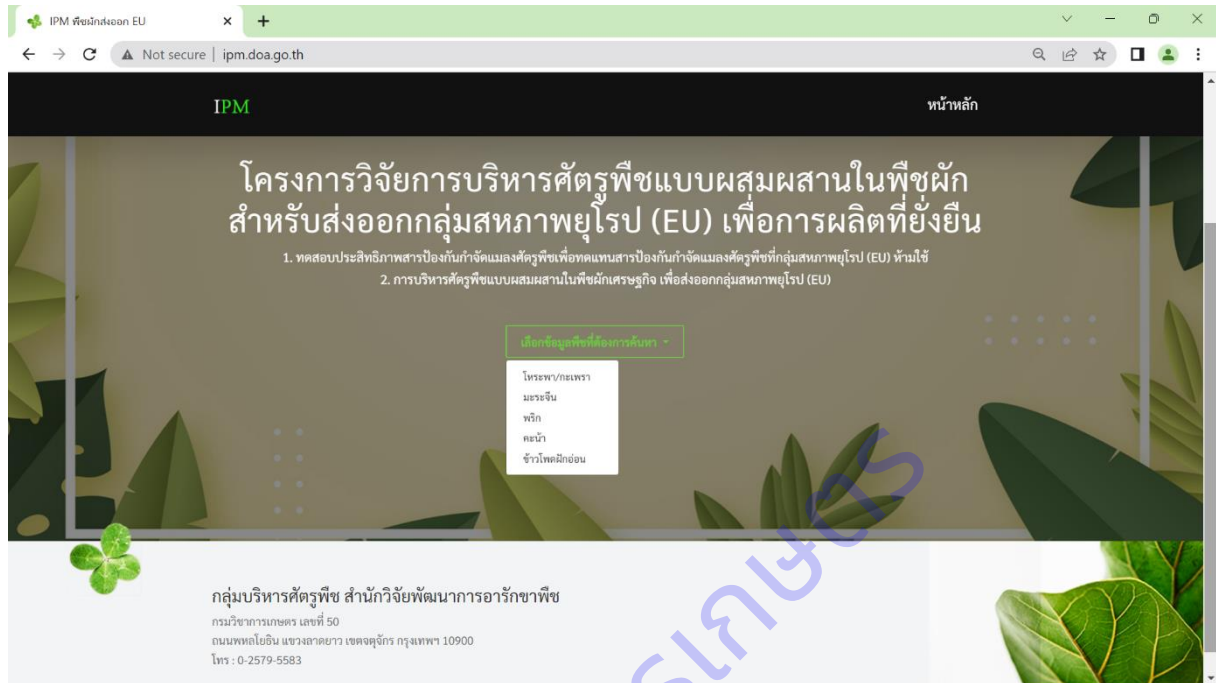 IPM พืชผักส่งออก EU
Not secure | ipm.doa.go.th
IPM
หน้าหลัก
โครงการวิจัยการบริหารศัตรูพืชแบบผสมผสานในพืชผัก
สำหรับส่งออกกลุ่มสหภาพยุโรป (EU) เพื่อการผลิตที่ยั่งยืน
1. ทดสอบประสิทธิภาพสารป้องกันกำจัดแมลงศัตรูพืชเพื่อทดแทนสารป้องกันกำจัดแมลงศัตรูพืชที่กลุ่มสหภาพยุโรป (EU) ห้ามใช้
2. การบริหารศัตรูพืชแบบผสมผสานในพืชผักเศรษฐกิจ เพื่อส่งออกกลุ่มสหภาพยุโรป (EU)
เลือกข้อมูลพืชที่ต้องการค้นหา
โหระพา/กะเพรา
มะระจีน
พริก
คะน้า
ข้าวโพดฝักอ่อน
กลุ่มบริหารศัตรูพืช สำนักวิจัยพัฒนาการอารักขาพืช
กรมวิชาการเกษตร เลขที่ 50
ถนนพหลโยธิน แขวงลาดยาว เขตจตุจักร กรุงเทพฯ 10900
โทร : 0-2579-5583